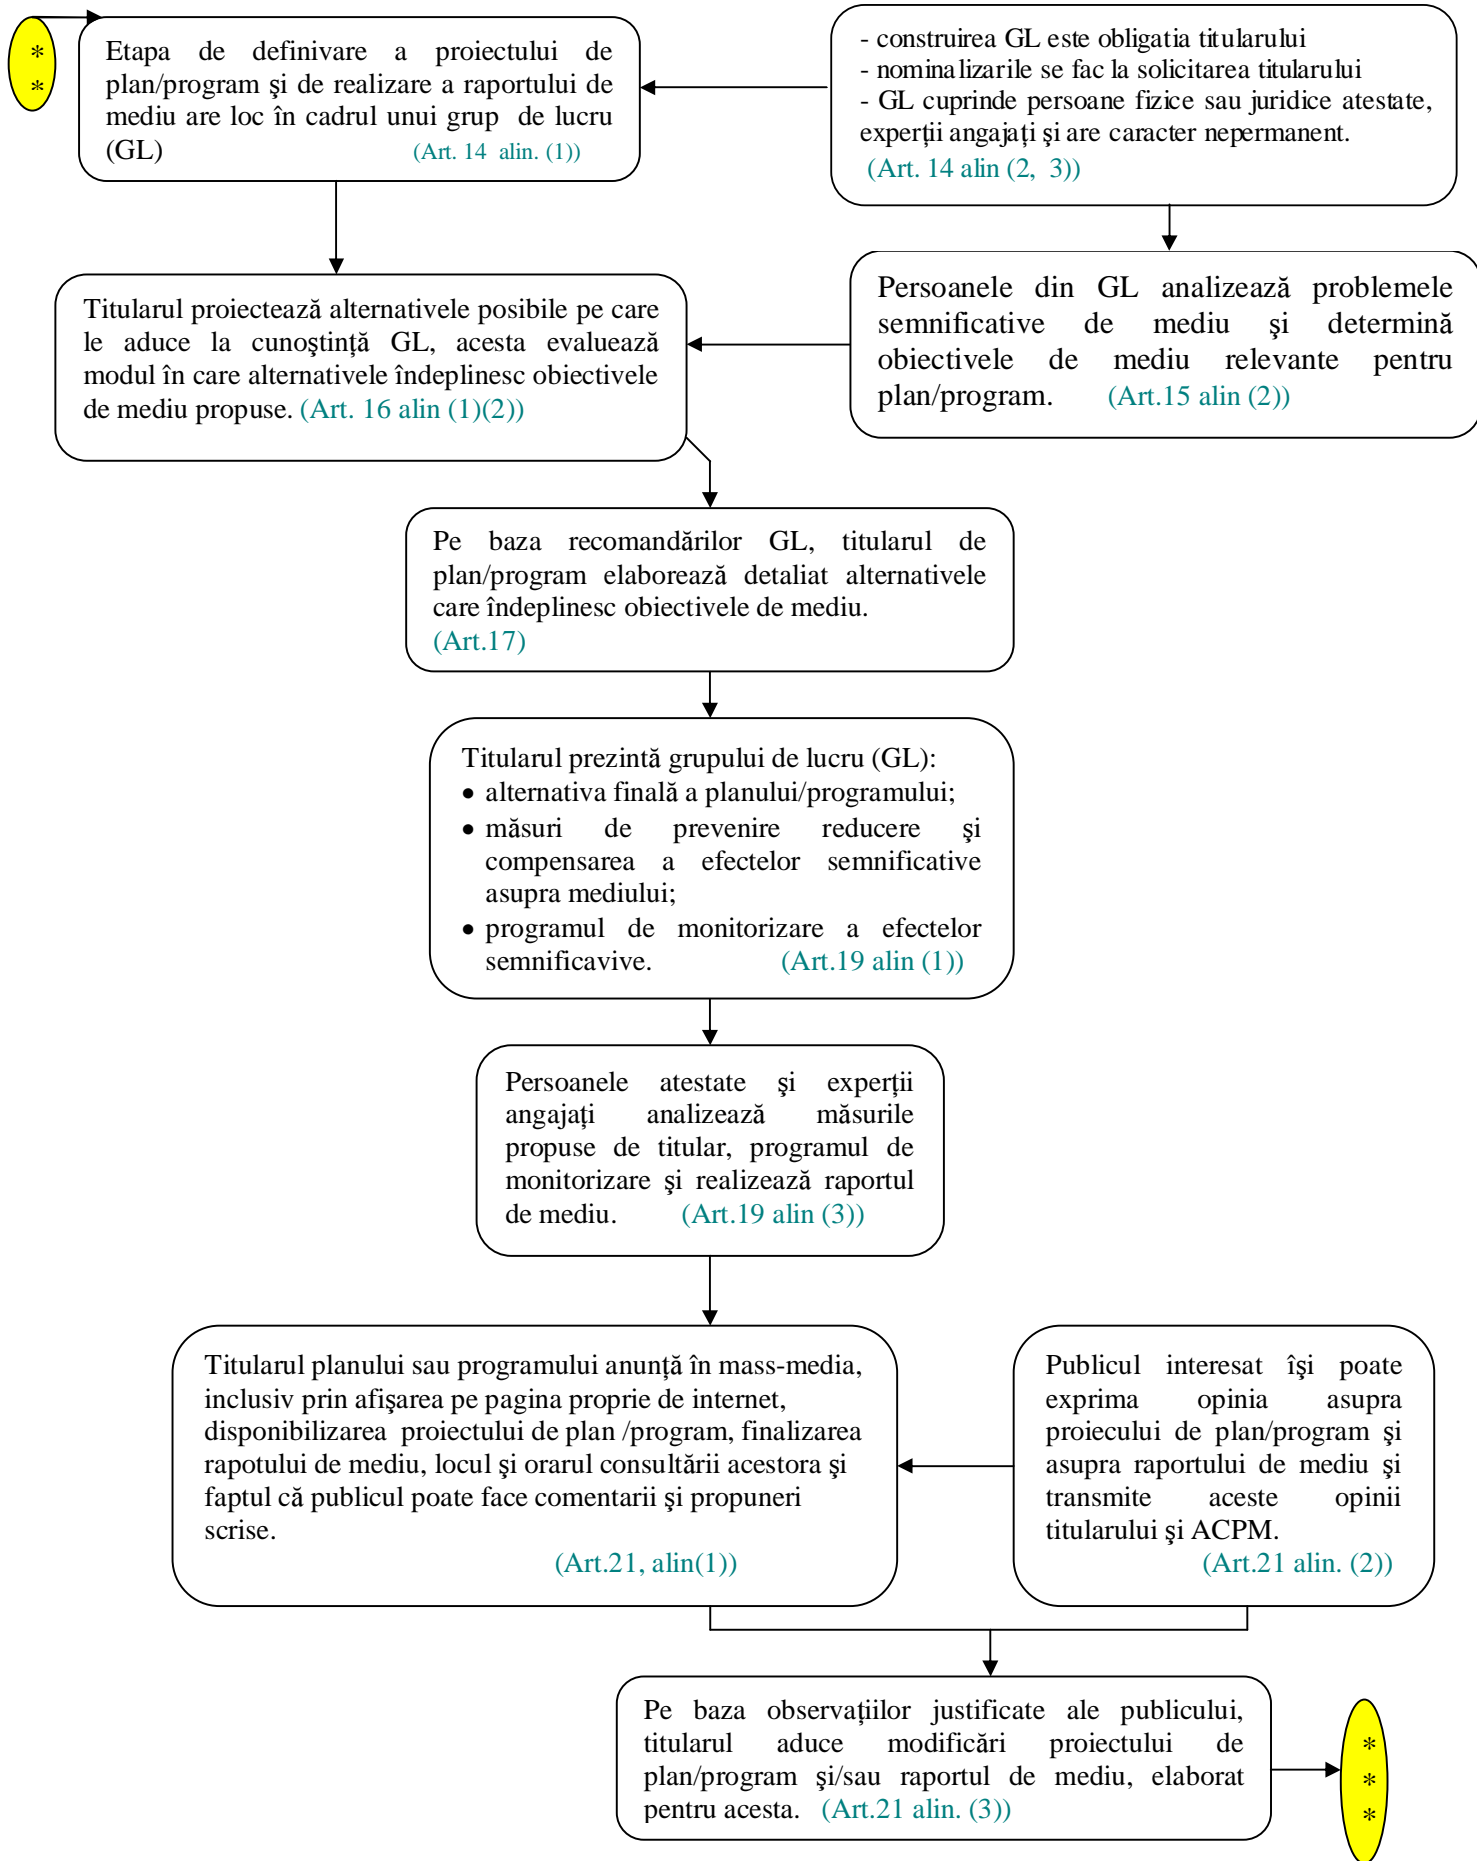 *
*
Etapa de definivare a proiectului de
plan/program şi de realizare a raportului de
mediu are loc în cadrul unui grup de lucru
(GL) (Art. 14 alin. (1))
- construirea GL este obligatia titularului
- nominalizările se fac la solicitarea titularului
- GL cuprinde persoane fizice sau juridice atestate,
experţii angajaţi şi are caracter nepermanent.
(Art. 14 alin (2, 3))
Titularul proiectează alternativele posibile pe care
le aduce la cunoştinţă GL, acesta evaluează
modul în care alternativele îndeplinesc obiectivele
de mediu propuse. (Art. 16 alin (1)(2))
Persoanele din GL analizează problemele
semnificative de mediu şi determină
obiectivele de mediu relevante pentru
plan/program. (Art.15 alin (2))
Pe baza recomandărilor GL, titularul de
plan/program elaborează detaliat alternativele
care îndeplinesc obiectivele de mediu.
(Art.17)
Titularul prezintă grupului de lucru (GL):
• alternativa finală a planului/programului;
• măsuri de prevenire reducere şi
compensarea a efectelor semnificative
asupra mediului;
• programul de monitorizare a efectelor
semnificavive. (Art.19 alin (1))
Persoanele atestate şi experţii
angajaţi analizează măsurile
propuse de titular, programul de
monitorizare şi realizează raportul
de mediu. (Art.19 alin (3))
Titularul planului sau programului anunţă în mass-media,
inclusiv prin afişarea pe pagina proprie de internet,
disponibilizarea proiectului de plan /program, finalizarea
rapotului de mediu, locul şi orarul consultării acestora şi
faptul că publicul poate face comentarii şi propuneri
scrise.
(Art.21, alin(1))
Publicul interesat îşi poate
exprima opinia asupra
proiecului de plan/program şi
asupra raportului de mediu şi
transmite aceste opinii
titularului şi ACPM.
(Art.21 alin. (2))
Pe baza observaţiilor justificate ale publicului,
titularul aduce modificări proiectului de
plan/program şi/sau raportul de mediu, elaborat
pentru acesta. (Art.21 alin. (3))
*
*
*